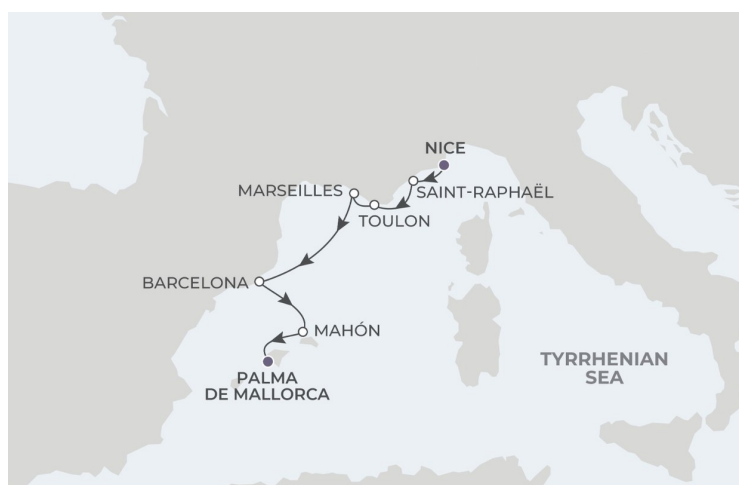 NICE
SAINT-RAPHAËL
MARSEILLES
TOULON
BARCELONA
MAHÓN
PALMA
DE MALLORCA
TYRRHENIAN
SEA